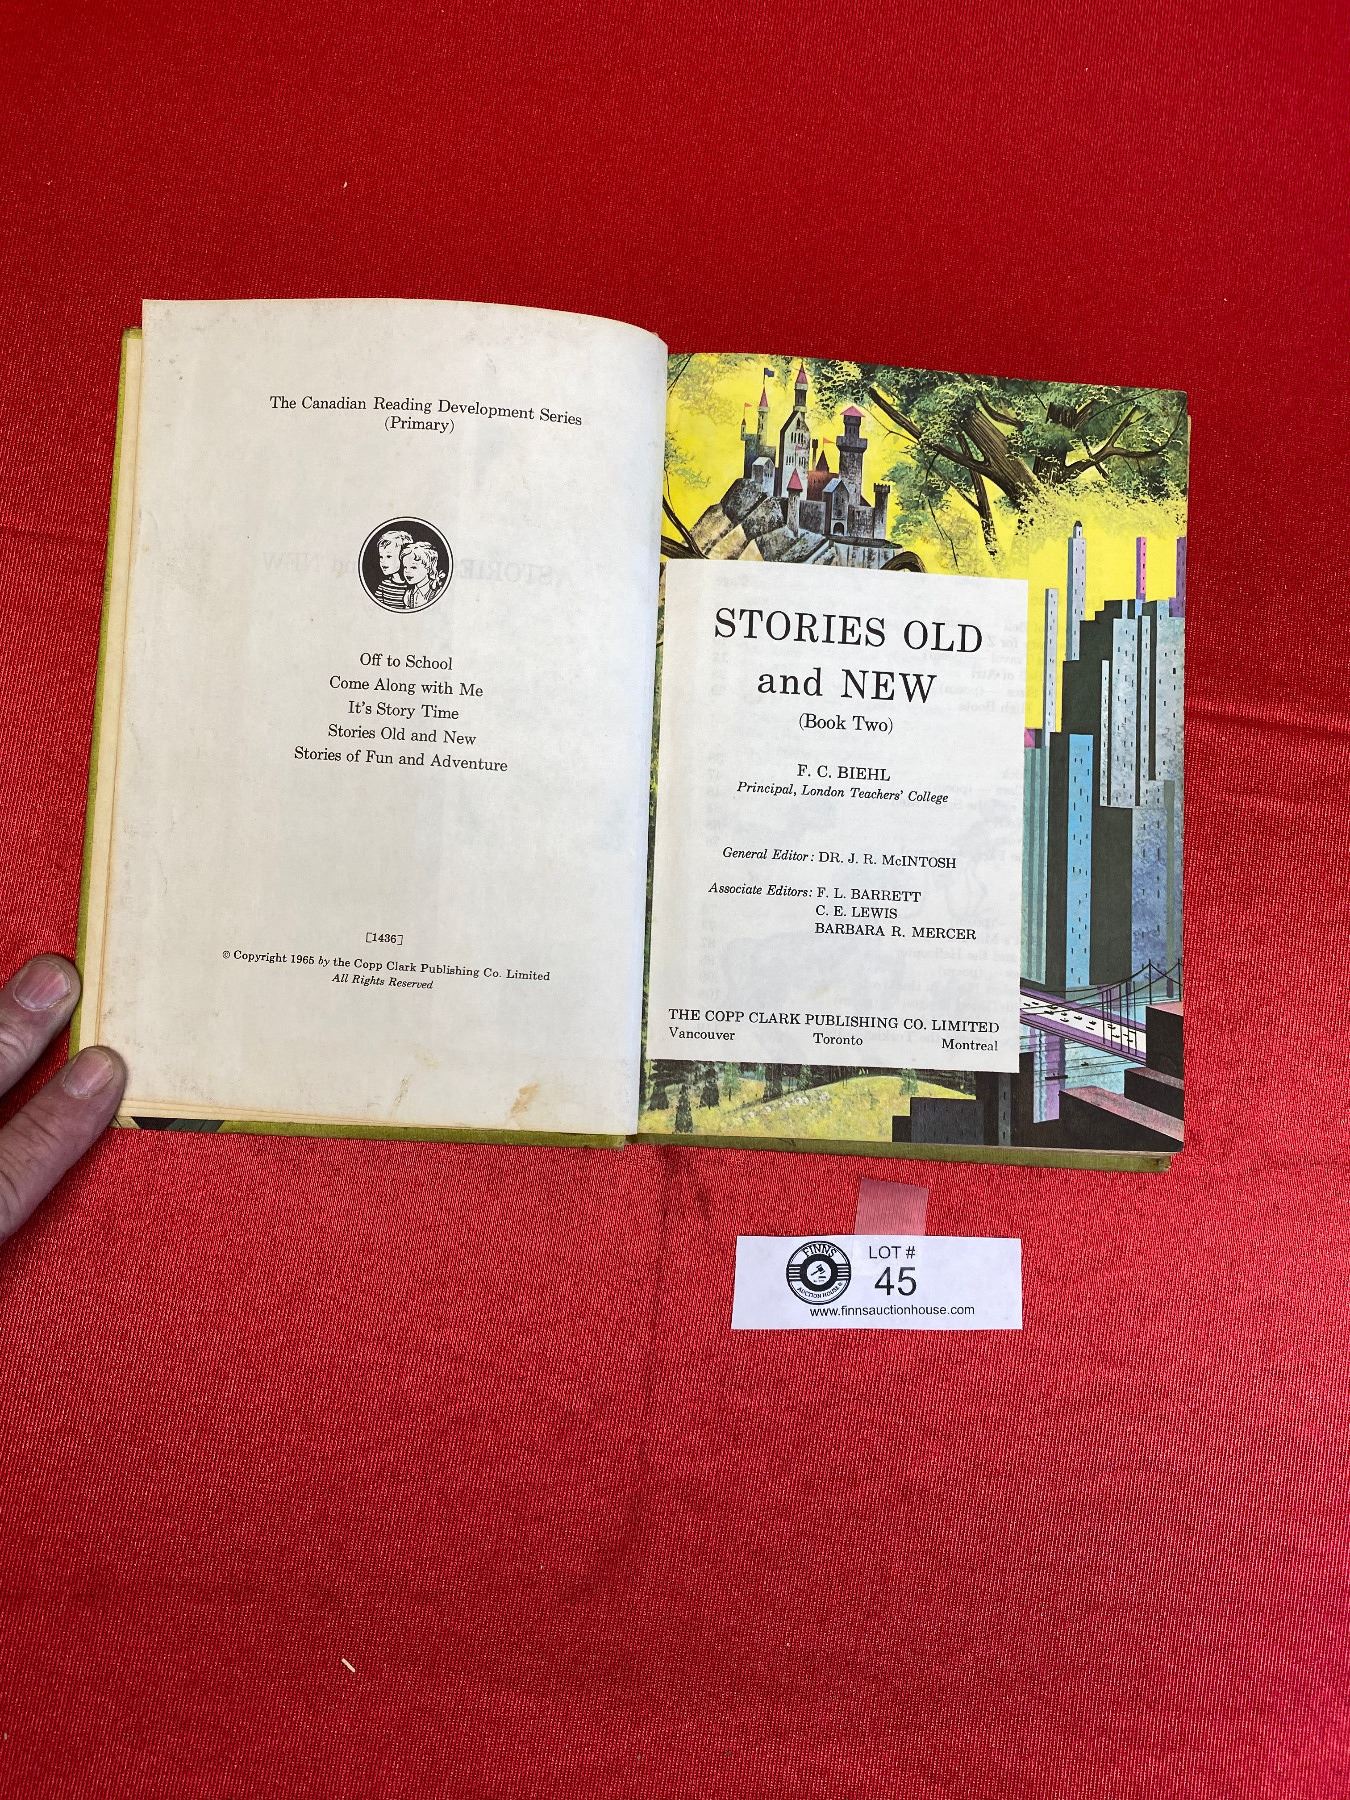 The Canadian Reading Development Series
(Primary)
Off to School
Come Along with Me
It's Story Time
Stories Old and New
Stories of Fun and Adventure
[1436]
© Copyright 1965 by the Copp Clark Publishing Co. Limited
All Rights Reserved
STORIES OLD
and NEW
(Book Two)
F. C. BIEHL
Principal, London Teachers' College
General Editor: DR. J. R. McINTOSH
Associate Editors: F. L. BARRETT
C. E. LEWIS
BARBARA R. MERCER
THE COPP CLARK PUBLISHING CO. LIMITED
Vancouver Toronto Montreal
FINNS
AUCTION HOUSE
LOT #
45
www.finnsauctionhouse.com